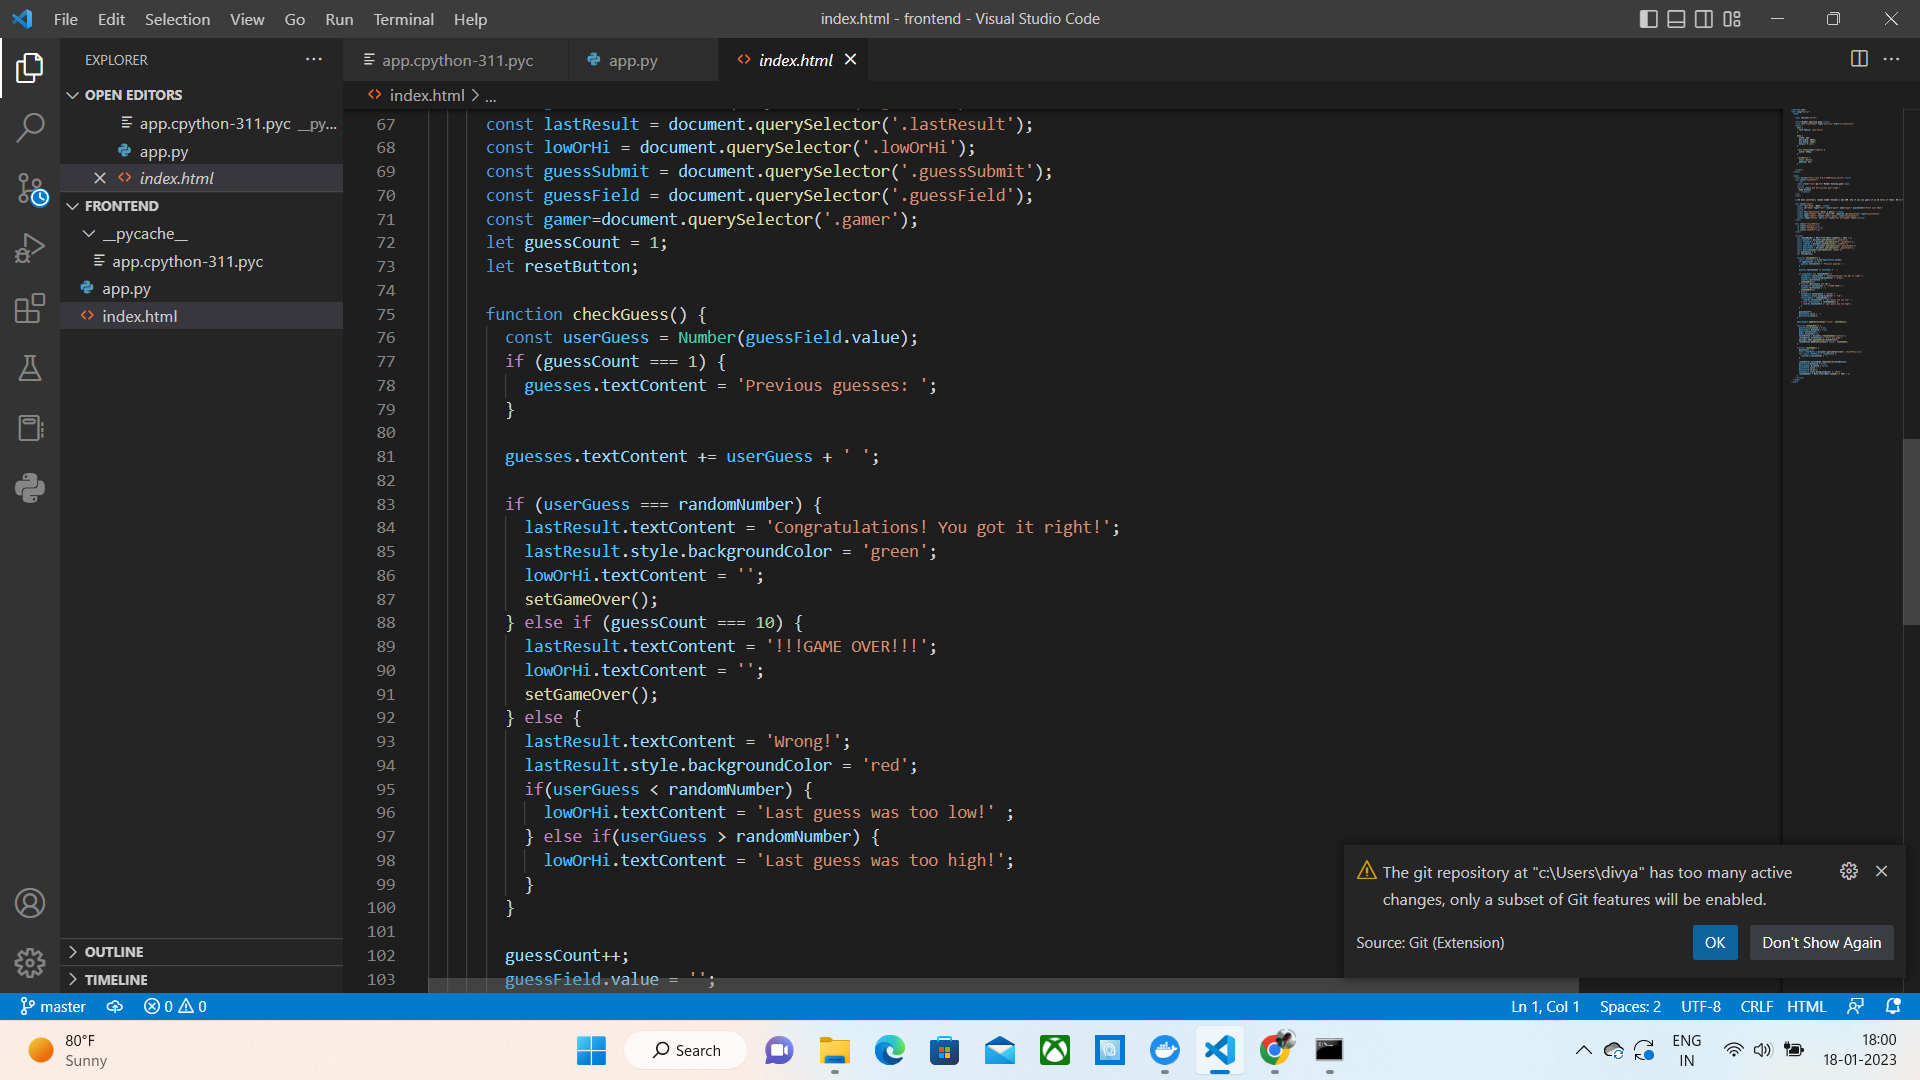 File Edit Selection View Go Run Terminal Help
index.html - frontend - Visual Studio Code
EXPLORER
OPEN EDITORS
app.cpython-311.pyc __py...
app.py
index.html
FRONTEND
__pycache__
app.cpython-311.pyc
app.py
index.html
OUTLINE
TIMELINE
app.cpython-311.pyc app.py index.html
index.html > ...
67 const lastResult = document.querySelector('.lastResult');
68 const lowOrHi = document.querySelector('.lowOrHi');
69 const guessSubmit = document.querySelector('.guessSubmit');
70 const guessField = document.querySelector('.guessField');
71 const gamer=document.querySelector('.gamer');
72 let guessCount = 1;
73 let resetButton;
74
75 function checkGuess() {
76 const userGuess = Number(guessField.value);
77 if (guessCount === 1) {
78 guesses.textContent = 'Previous guesses: ';
79 }
80
81 guesses.textContent += userGuess + ' ';
82
83 if (userGuess === randomNumber) {
84 lastResult.textContent = 'Congratulations! You got it right!';
85 lastResult.style.backgroundColor = 'green';
86 lowOrHi.textContent = '';
87 setGameOver();
88 } else if (guessCount === 10) {
89 lastResult.textContent = '!!!GAME OVER!!!';
90 lowOrHi.textContent = '';
91 setGameOver();
92 } else {
93 lastResult.textContent = 'Wrong!';
94 lastResult.style.backgroundColor = 'red';
95 if(userGuess < randomNumber) {
96 lowOrHi.textContent = 'Last guess was too low!' ;
97 } else if(userGuess > randomNumber) {
98 lowOrHi.textContent = 'Last guess was too high!';
99 }
100 }
101
102 guessCount++;
103 guessField.value = '';
The git repository at "c:\Users\divya" has too many active
changes, only a subset of Git features will be enabled.
Source: Git (Extension)
OK
Don't Show Again
master 0 0
Ln 1, Col 1 Spaces: 2 UTF-8 CRLF HTML
80°F
Sunny
Search
ENG
IN
18:00
18-01-2023